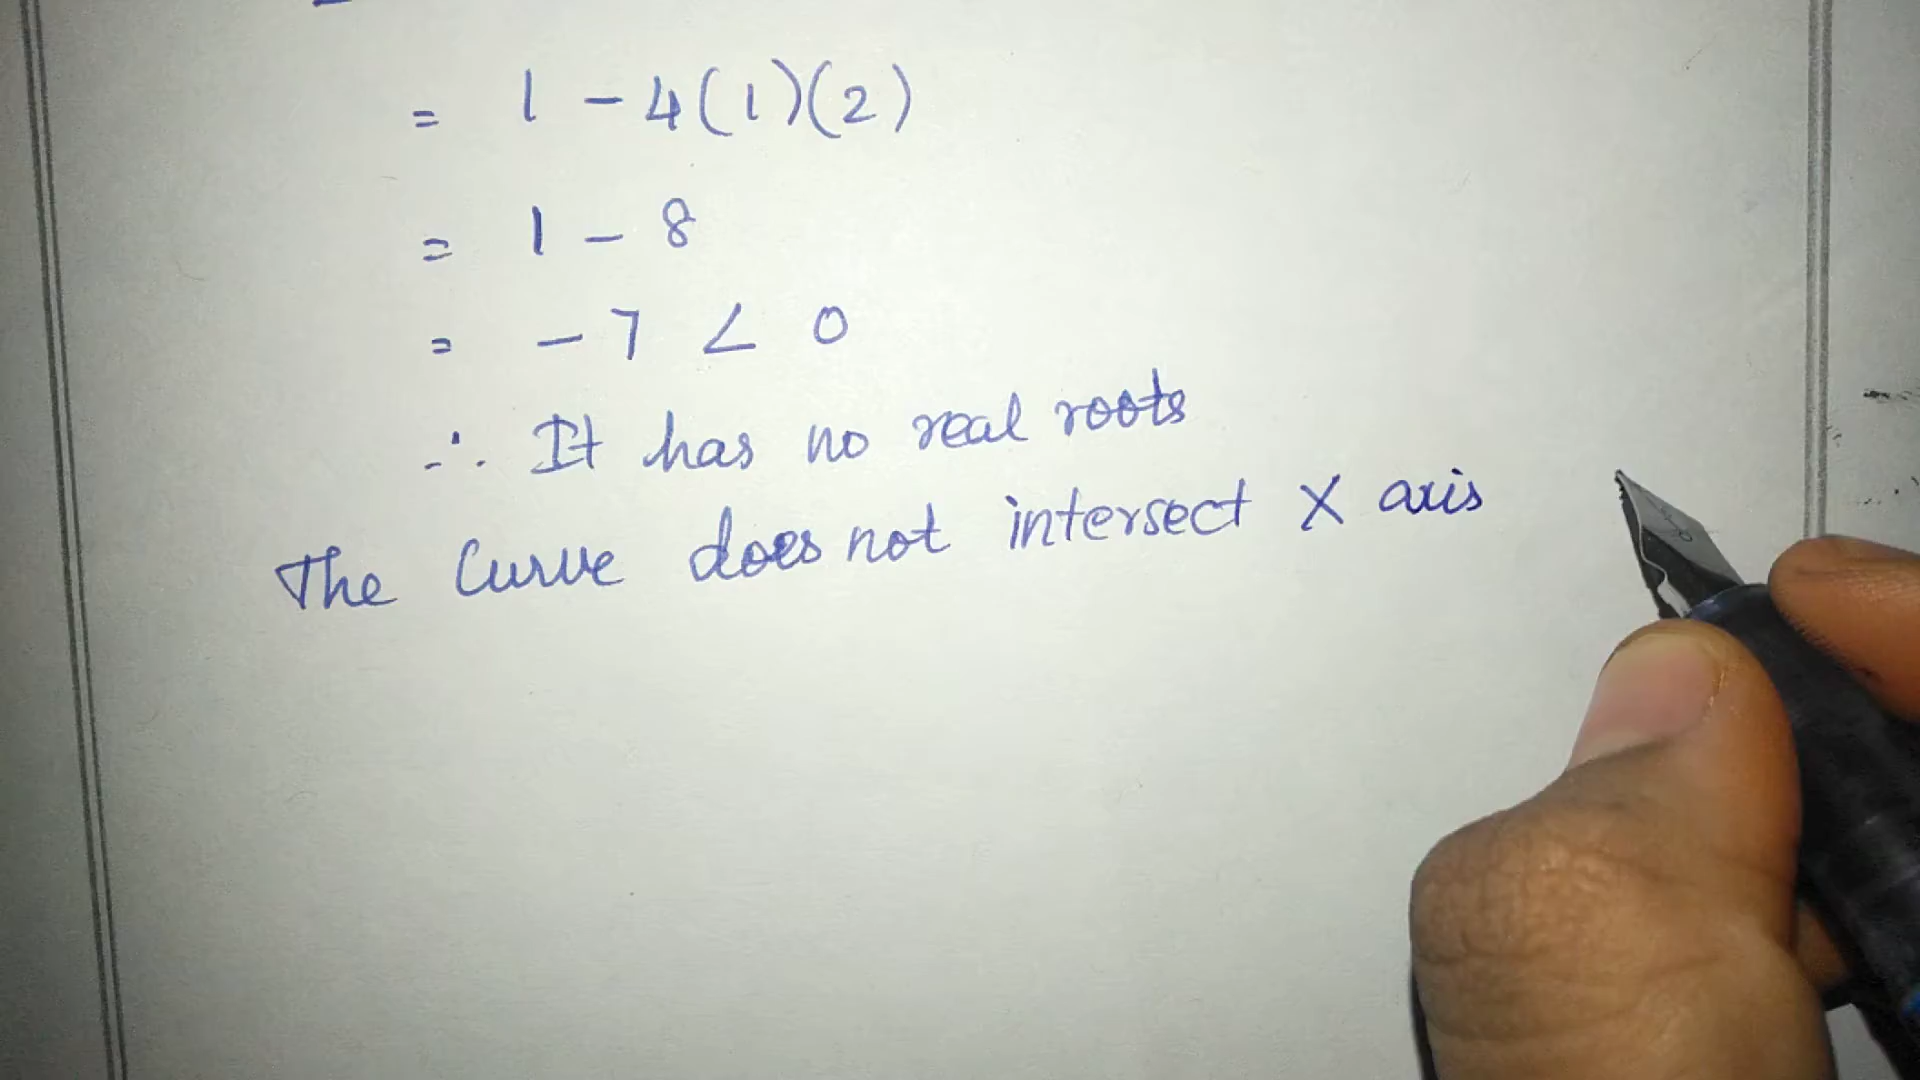 = 1 - 4(1)(2)
= 1 - 8
= - 7 < 0
∴ It has no real roots
The Curve does not intersect X axis